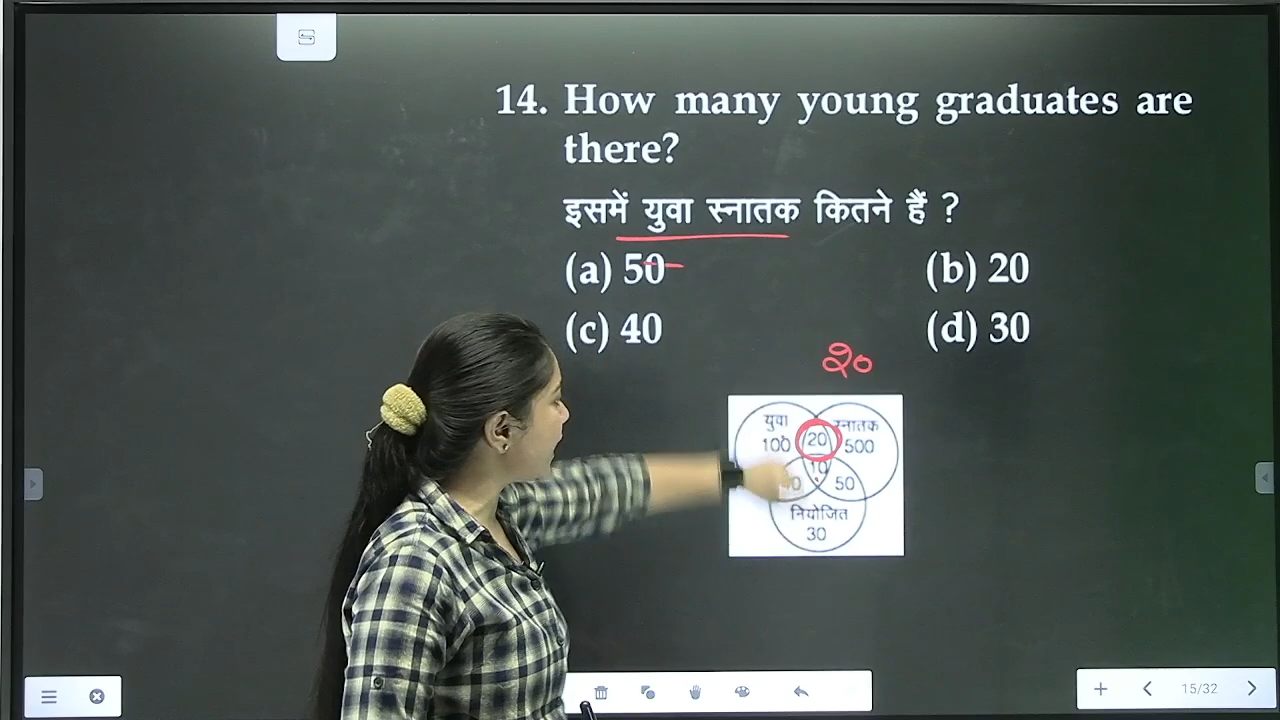 14. How many young graduates are
there?
इसमें युवा स्नातक कितने हैं ?
(a) 50 (b) 20
(c) 40 (d) 30
२०
युवा स्नातक
100 20 500
10
50
नियोजित
30
15/32